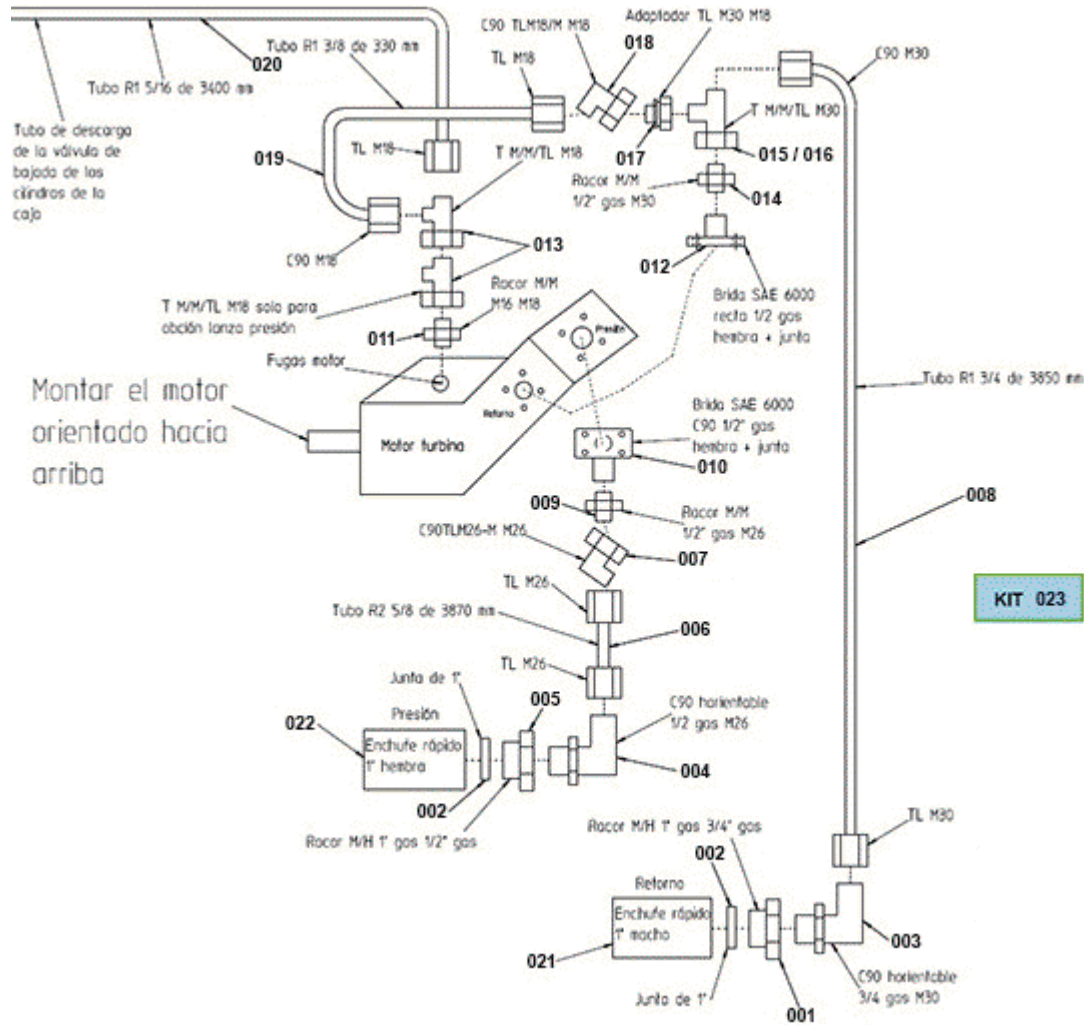 C90 TLM18/M M18
018
Adaptador TL M30 M18
C90 M30
020
Tubo R1 3/8 de 330 mm
TL M18
Tubo R1 5/16 de 3400 mm
Tubo de descarga
de la válvula de
bajada de los
cilindros de la
caja
T M/M/TL M30
017
015 / 016
TL M18
T M/M/TL M18
019
Racor M/M
1/2" gas M30
014
C90 M18
013
012
T M/M/TL M18 solo para
obción lanza presión
Racor M/M
M16 M18
011
Brida SAE 6000
recta 1/2 gas
hembra + junta
Presión
Fugas motor
Tubo R1 3/4 de 3850 mm
Montar el motor
orientado hacia
arriba
Retorno
Motor turbina
Brida SAE 6000
C90 1/2" gas
hembra + junta
010
009
008
Racor M/M
1/2" gas M26
C90TLM26-M M26
007
TL M26
KIT 023
Tubo R2 5/8 de 3870 mm
006
TL M26
Junta de 1"
005
C90 horientable
1/2 gas M26
Presión
022
Enchufe rápido
1" hembra
004
002
Racor M/H 1" gas 1/2" gas
Racor M/H 1" gas 3/4" gas
TL M30
002
Retorno
Enchufe rápido
1" macho
003
021
C90 horientable
3/4 gas M30
Junta de 1"
001